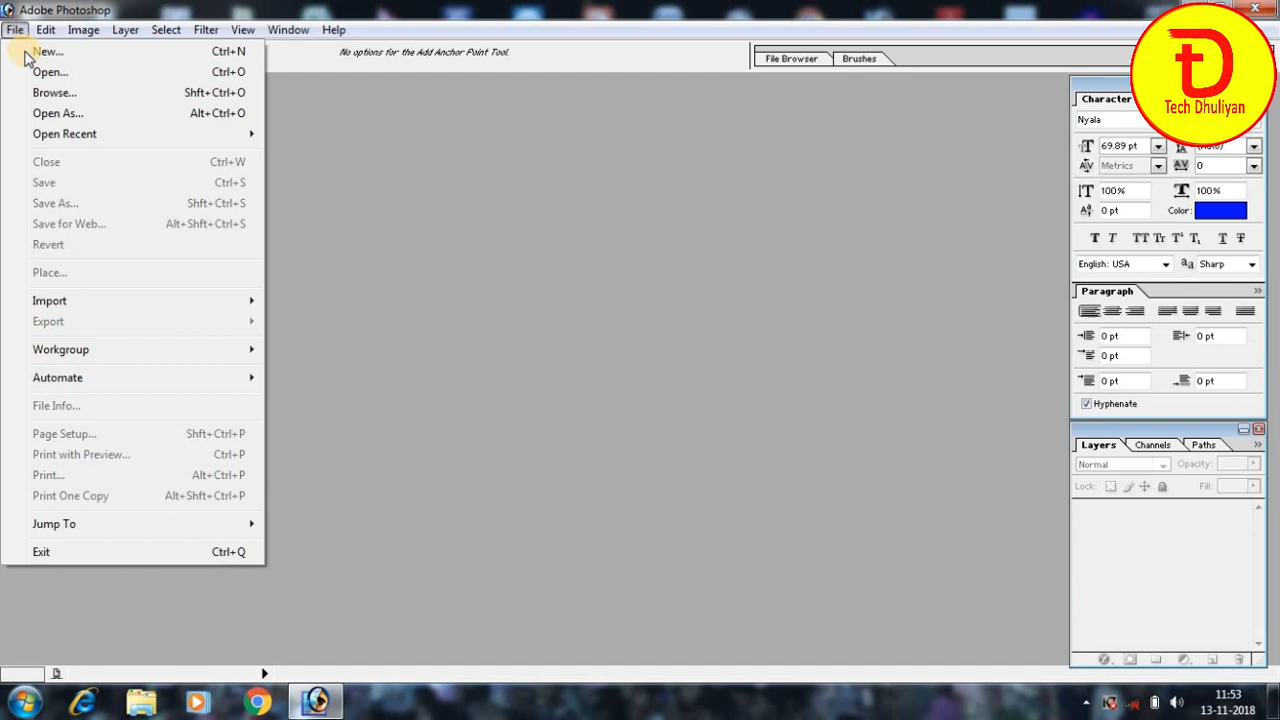 Adobe Photoshop
File Edit Image Layer Select Filter View Window Help
No options for the Add Anchor Point Tool.
File Browser Brushes
New... Ctrl+N
Open... Ctrl+O
Browse... Shft+Ctrl+O
Open As... Alt+Ctrl+O
Open Recent
Close Ctrl+W
Save Ctrl+S
Save As... Shft+Ctrl+S
Save for Web... Alt+Shft+Ctrl+S
Revert
Place...
Import
Export
Workgroup
Automate
File Info...
Page Setup... Shft+Ctrl+P
Print with Preview... Ctrl+P
Print... Alt+Ctrl+P
Print One Copy Alt+Shft+Ctrl+P
Jump To
Exit Ctrl+Q
Tech Dhuliyan
Character
Nyala
69.89 pt (Auto)
Metrics 0
100% 100%
0 pt Color:
T T TT Tr T¹ T₁ T T
English: USA aa Sharp
Paragraph
0 pt 0 pt
0 pt
0 pt 0 pt
Hyphenate
Layers Channels Paths
Normal Opacity:
Lock: Fill:
11:53
13-11-2018